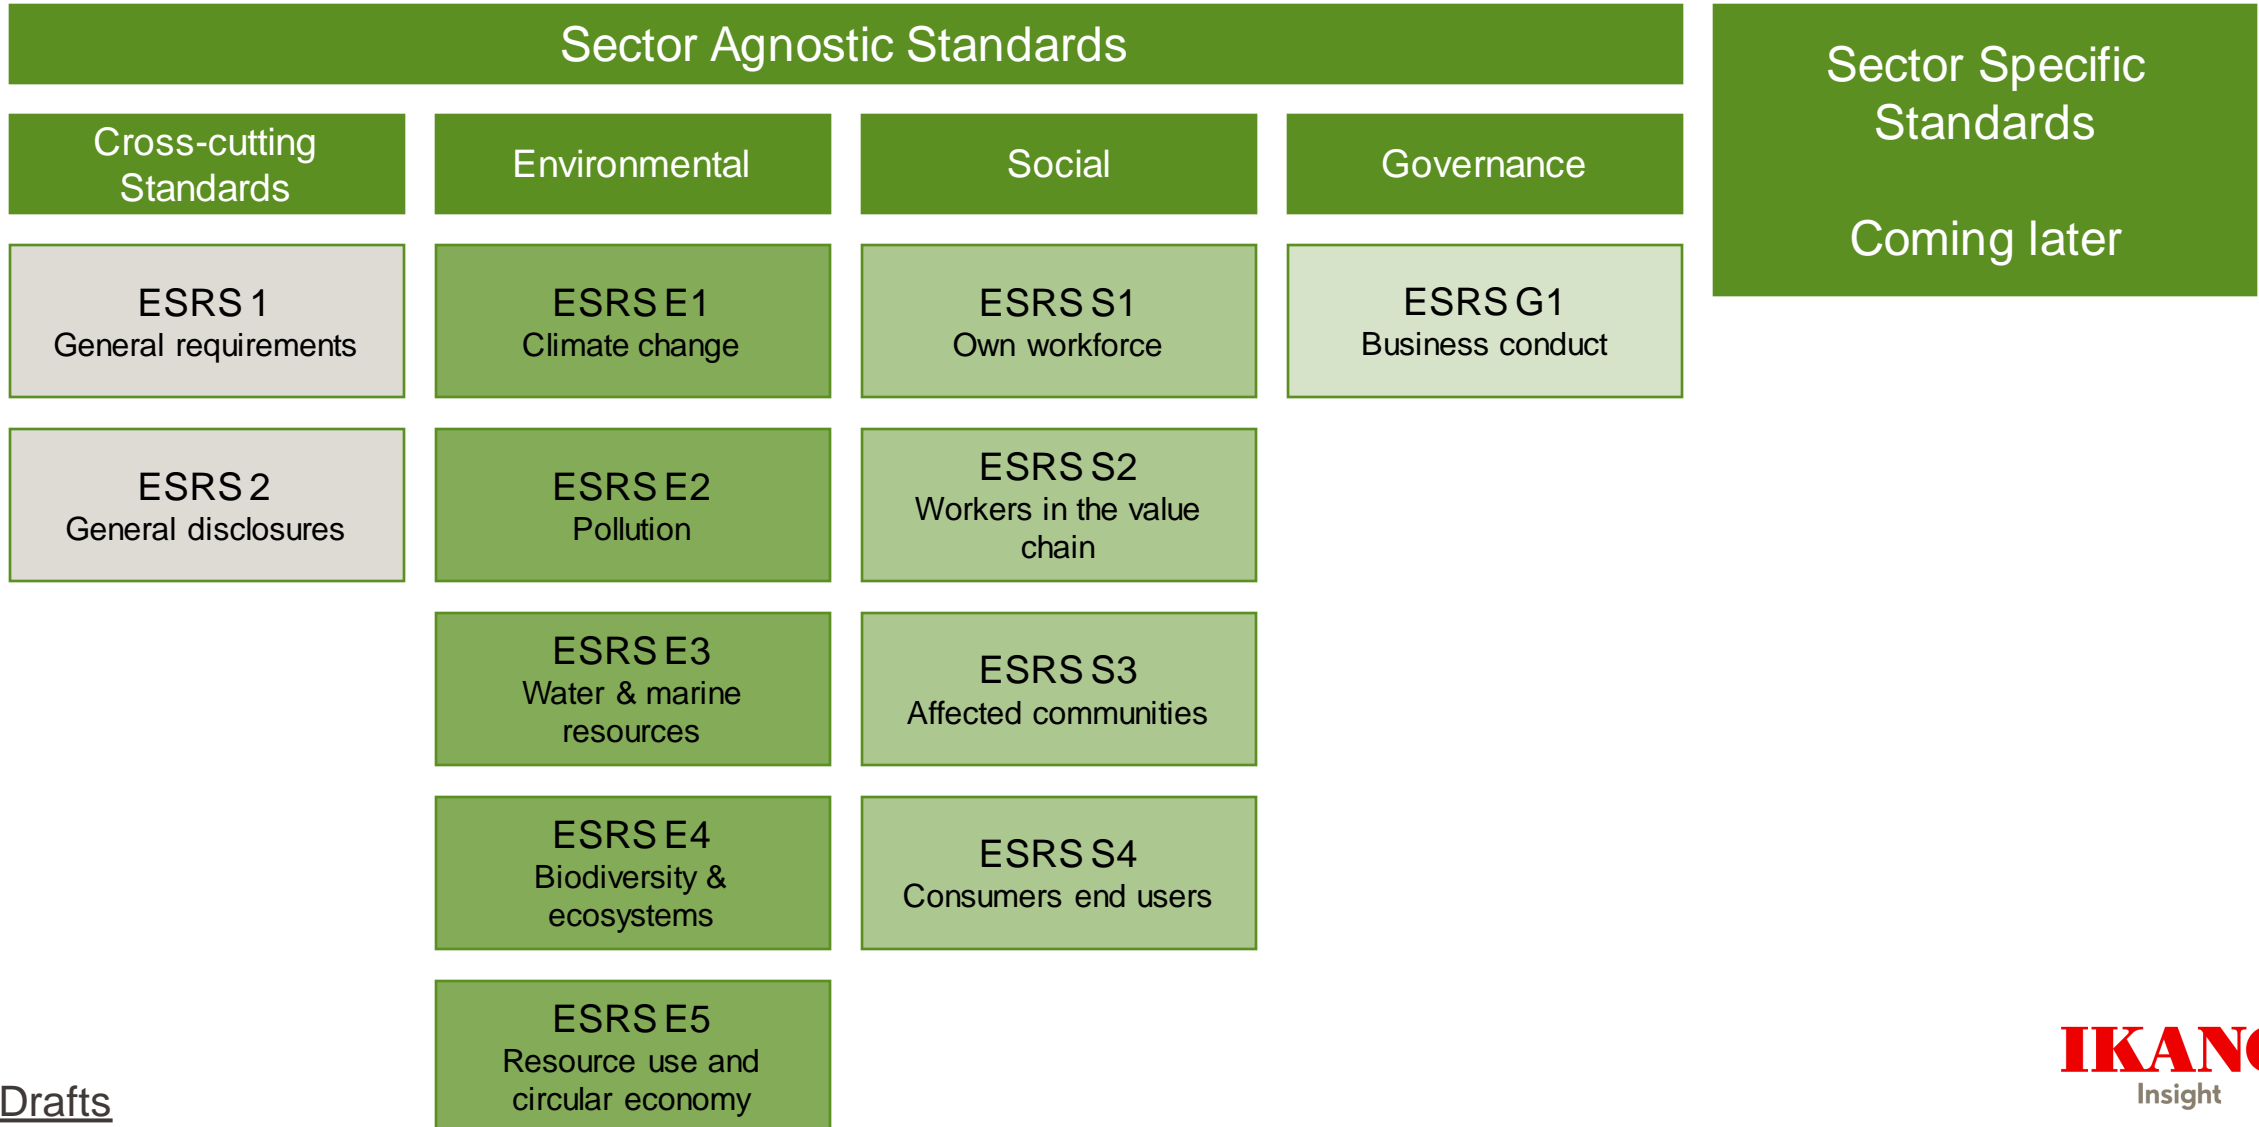 Sector Agnostic Standards
Sector Specific
Standards
Coming later
Cross-cutting
Standards
Environmental
Social
Governance
ESRS 1
General requirements
ESRS E1
Climate change
ESRS S1
Own workforce
ESRS G1
Business conduct
ESRS 2
General disclosures
ESRS E2
Pollution
ESRS S2
Workers in the value
chain
ESRS E3
Water & marine
resources
ESRS S3
Affected communities
ESRS E4
Biodiversity &
ecosystems
ESRS S4
Consumers end users
ESRS E5
Resource use and
circular economy
Drafts
IKANO
Insight